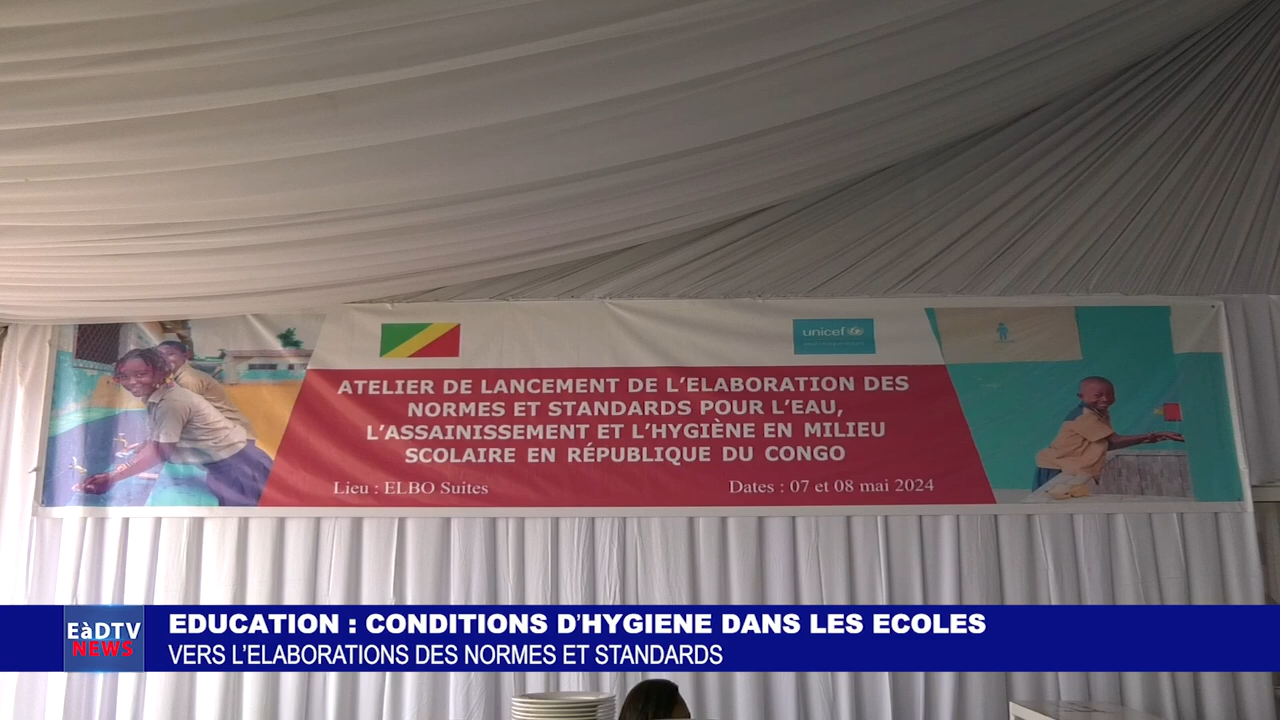 unicef
ATELIER DE LANCEMENT DE L'ELABORATION DES
NORMES ET STANDARDS POUR L'EAU,
L'ASSAINISSEMENT ET L'HYGIÈNE EN MILIEU
SCOLAIRE EN RÉPUBLIQUE DU CONGO
Lieu : ELBO Suites
Dates : 07 et 08 mai 2024
EàDTV
NEWS
EDUCATION : CONDITIONS D'HYGIENE DANS LES ECOLES
VERS L'ELABORATIONS DES NORMES ET STANDARDS